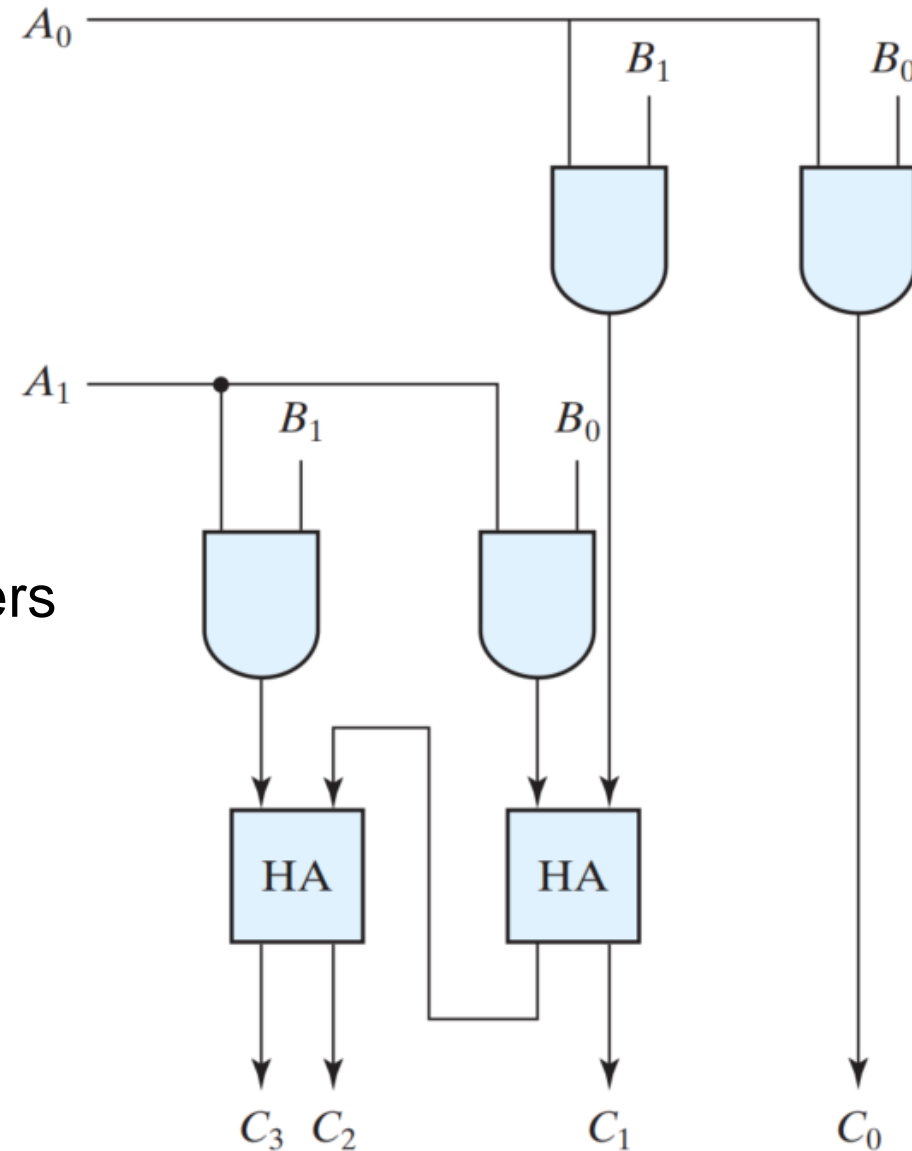 A₀
B₁ B₀
A₁
B₁ B₀
ers
HA HA
C₃ C₂ C₁ C₀